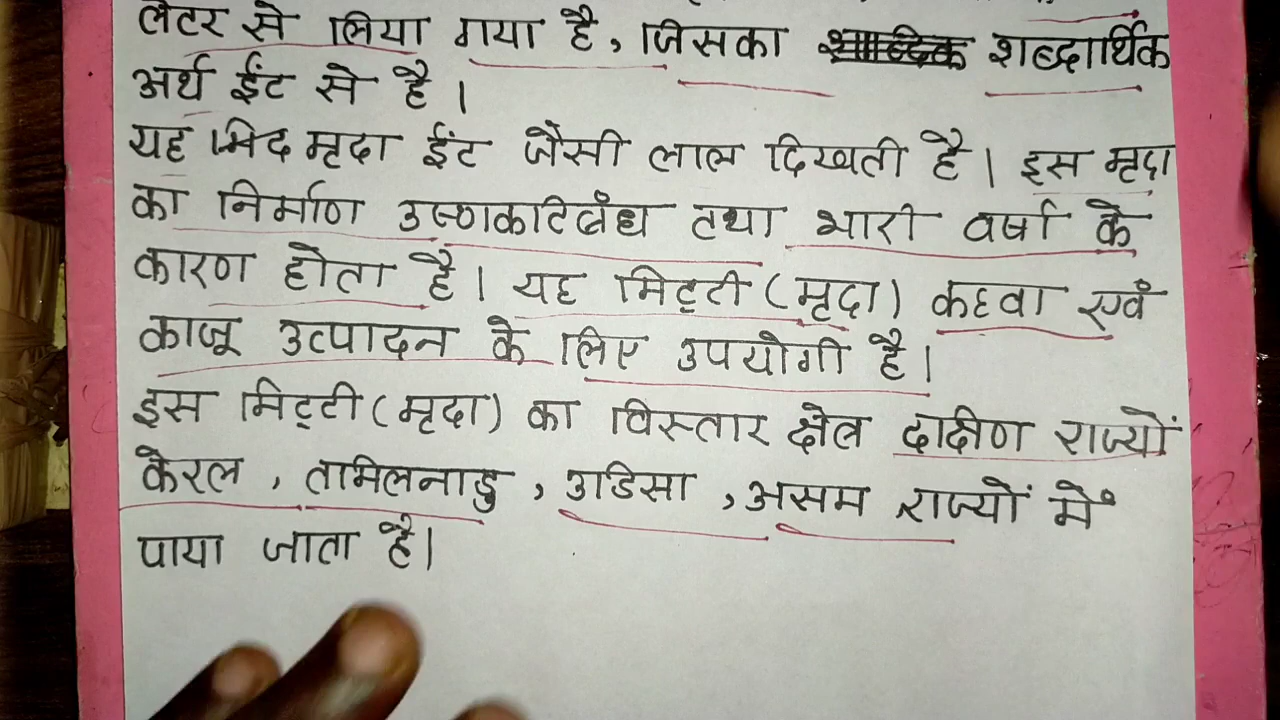 लेटर से लिया गया है, जिसका शब्दार्थिक
अर्थ ईंट से है।
यह मिद मृदा ईंट जैसी लाल दिखती है। इस मृदा
का निर्माण उष्णकटिबंध तथा भारी वर्षा के
कारण होता है। यह मिट्टी (मृदा) कहवा एवं
काजू उत्पादन के लिए उपयोगी है।
इस मिट्टी (मृदा) का विस्तार क्षेत्र दक्षिण राज्यों
केरल, तामिलनाडु, उडिसा, असम राज्यों में
पाया जाता है।